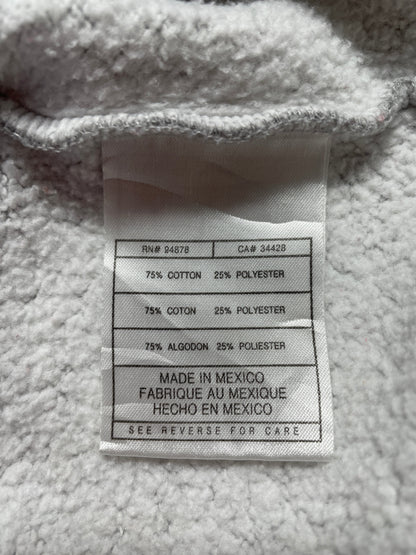 RN# 94878 CA# 34428
75% COTTON 25% POLYESTER
75% COTON 25% POLYESTER
75% ALGODON 25% POLIESTER
MADE IN MEXICO
FABRIQUE AU MEXIQUE
HECHO EN MEXICO
SEE REVERSE FOR CARE